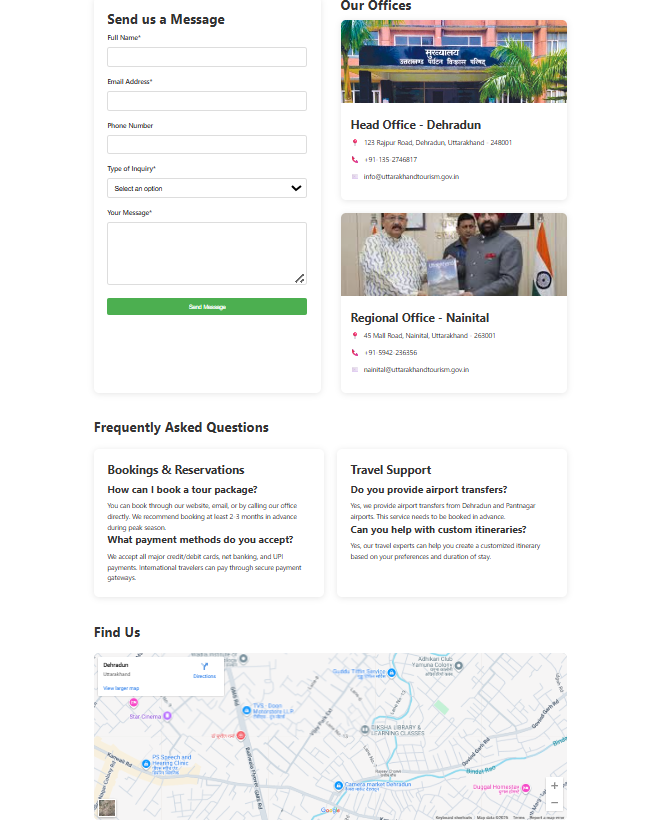 Send us a Message
Full Name*
Email Address*
Phone Number
Type of Inquiry*
Select an option
Your Message*
Send Message
Our Offices
मुख्यालय
उत्तराखण्ड पर्यटन विकास परिषद्
Head Office - Dehradun
123 Rajpur Road, Dehradun, Uttarakhand - 248001
+91-135-2746817
info@uttarakhandtourism.gov.in
Regional Office - Nainital
45 Mall Road, Nainital, Uttarakhand - 263001
+91-5942-236356
nainital@uttarakhandtourism.gov.in
Frequently Asked Questions
Bookings & Reservations
How can I book a tour package?
You can book through our website, email, or by calling our office
directly. We recommend booking at least 2-3 months in advance
during peak season.
What payment methods do you accept?
We accept all major credit/debit cards, net banking, and UPI
payments. International travelers can pay through secure payment
gateways.
Travel Support
Do you provide airport transfers?
Yes, we provide airport transfers from Dehradun and Pantnagar
airports. This service needs to be booked in advance.
Can you help with custom itineraries?
Yes, our travel experts can help you create a customized itinerary
based on your preferences and duration of stay.
Find Us
Dehradun
Uttarakhand
Directions
View larger map
Adhikari Club
Yamuna Colony
Guddu Tittle Service
Lane No. 13
Star Cinema
TVS - Doon
DIKSHA LIBRARY &
LEARNING CLASSES
Govind Garh Rd
Kanwali Rd
PS Speech and
Hearing Clinic
Bindal Rafi
Camera market Dehradun
Duggal Homestay
Google
Keyboard shortcuts
Map data ©2025
Terms
Report a map error